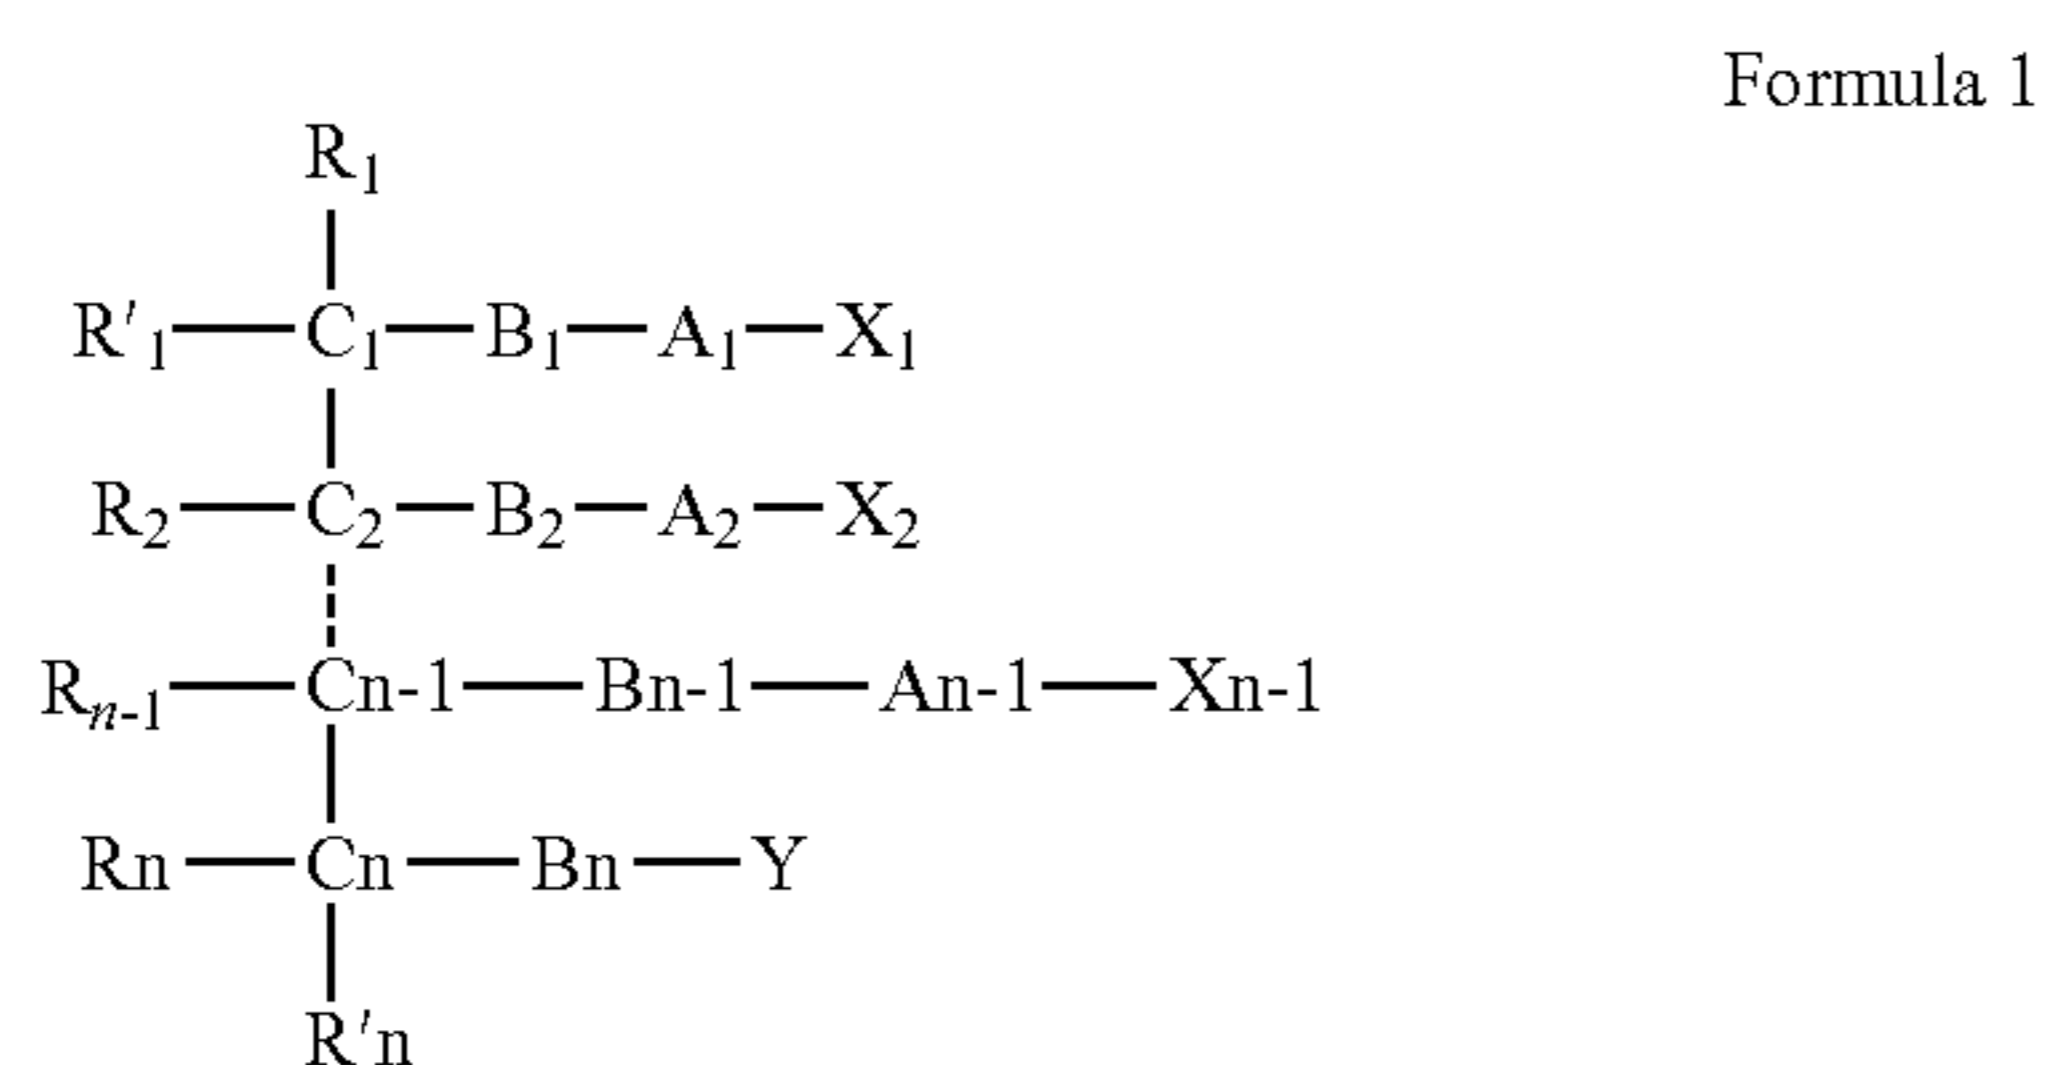 Formula 1
R₁
R'₁—C₁—B₁—A₁—X₁
R₂—C₂—B₂—A₂—X₂
Rₙ₋₁—Cn-1—Bn-1—An-1—Xn-1
Rn—Cn—Bn—Y
R'n